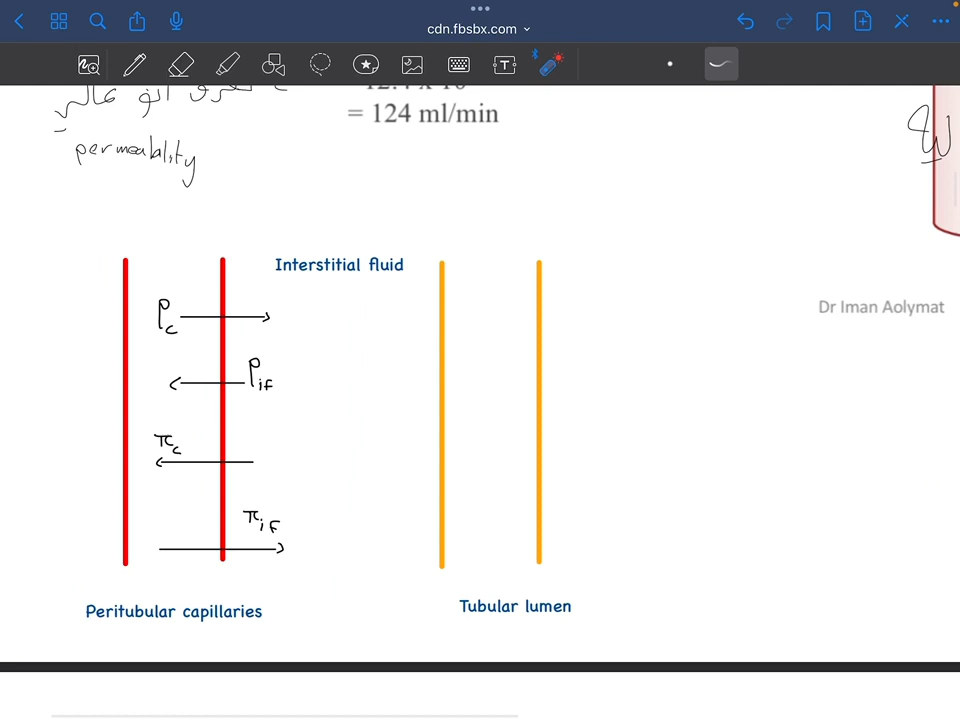 cdn.fbsbx.com
= 124 ml/min
permeability
Interstitial fluid
Pc
Pif
Dr Iman Aolymat
πc
πif
Peritubular capillaries
Tubular lumen